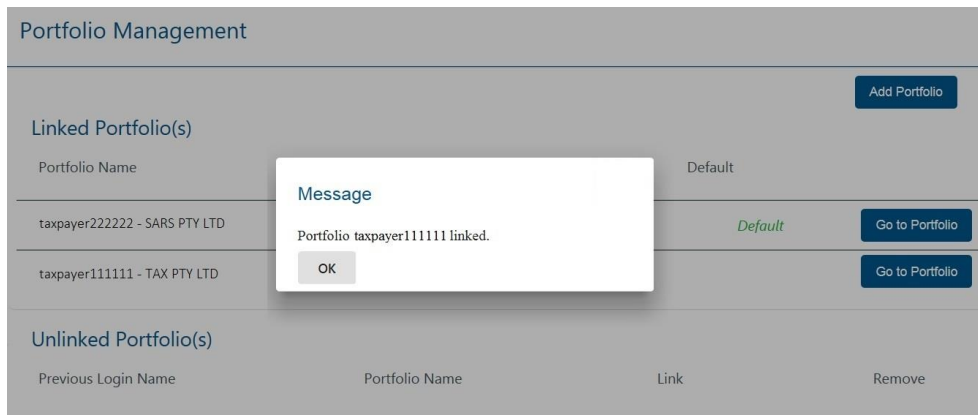 Portfolio Management
Add Portfolio
Linked Portfolio(s)
Portfolio Name Default
Message
taxpayer222222 - SARS PTY LTD Default Go to Portfolio
Portfolio taxpayer111111 linked.
OK
taxpayer111111 - TAX PTY LTD Go to Portfolio
Unlinked Portfolio(s)
Previous Login Name Portfolio Name Link Remove